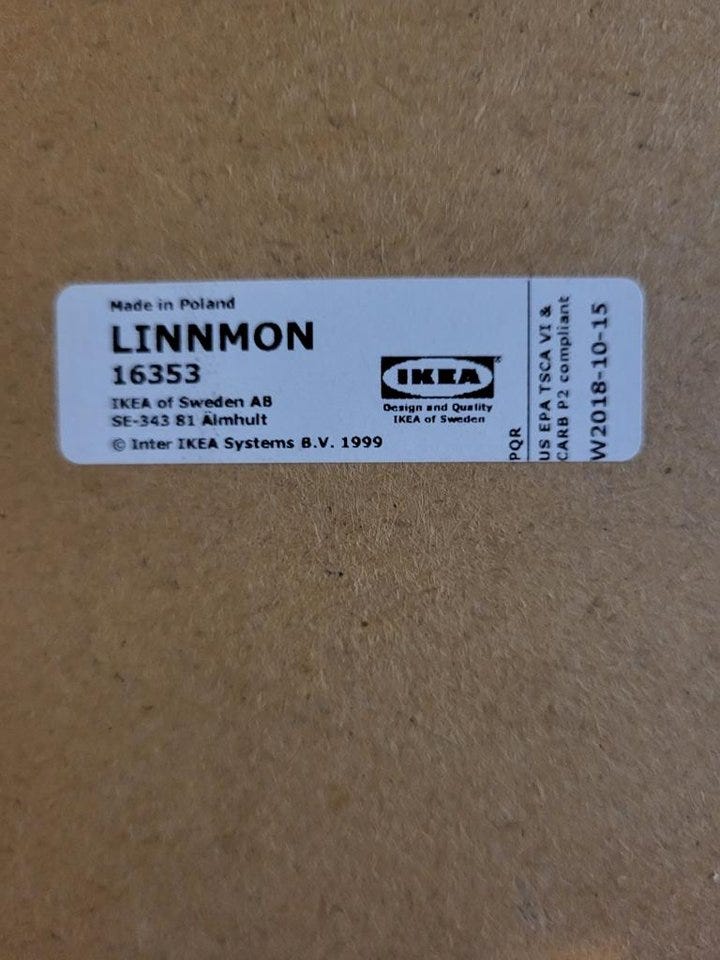 Made in Poland
LINNMON
16353
IKEA of Sweden AB
SE-343 81 Älmhult
© Inter IKEA Systems B.V. 1999
IKEA®
Design and Quality
IKEA of Sweden
PQR
US EPA TSCA VI &
CARB P2 compliant
W2018-10-15